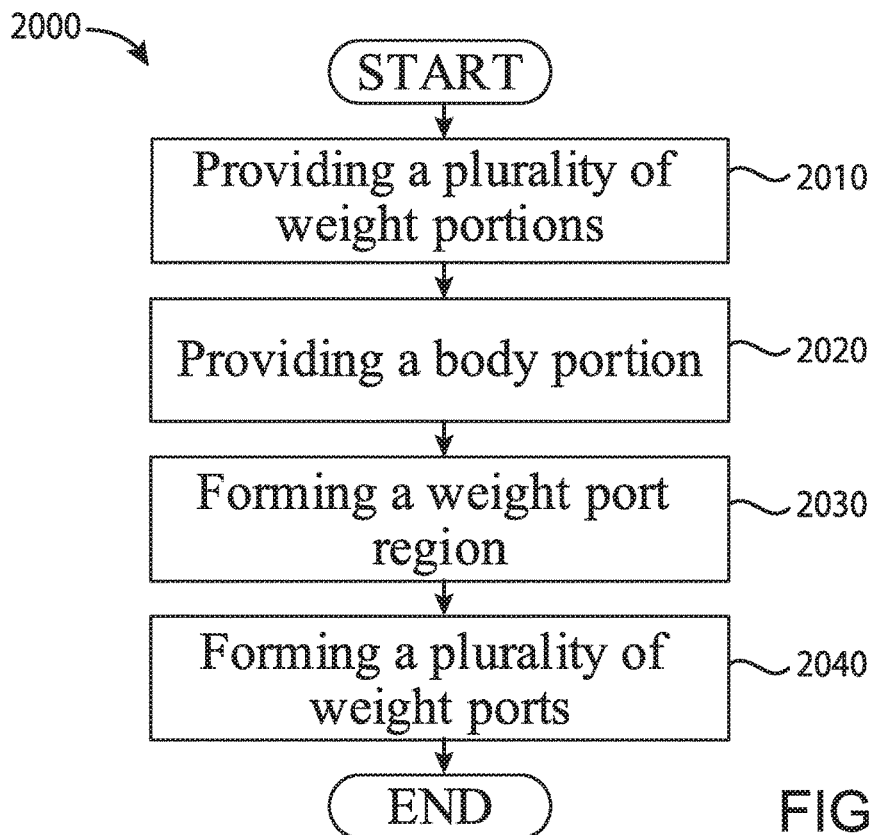 2000
START
Providing a plurality of
weight portions
2010
Providing a body portion
2020
Forming a weight port
region
2030
Forming a plurality of
weight ports
2040
END
FIG